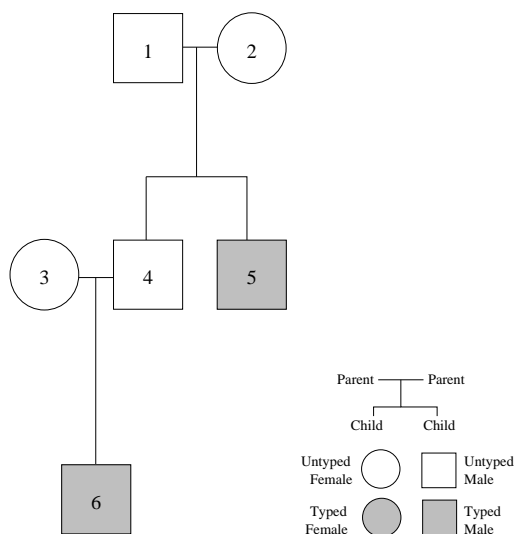 1
2
3
4
5
6
Parent Parent
Child Child
Untyped Untyped
Female Male
Typed Typed
Female Male